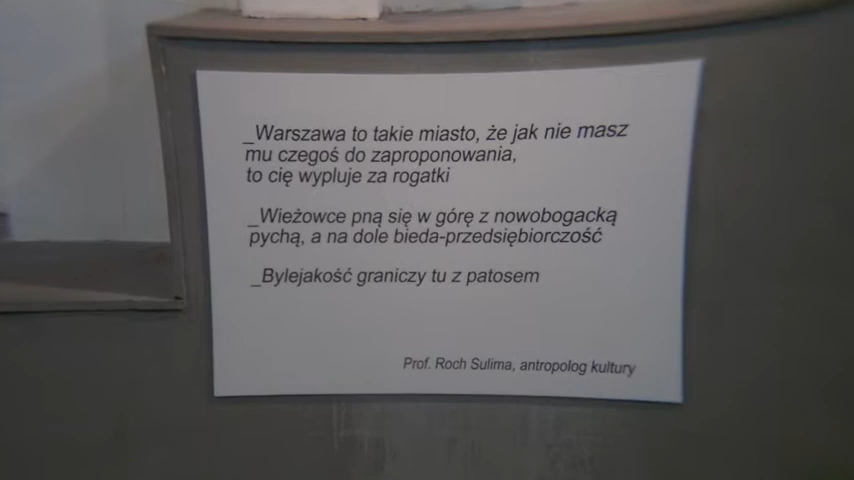 _Warszawa to takie miasto, że jak nie masz
mu czegoś do zaproponowania,
to cię wypluje za rogatki
_Wieżowce pną się w górę z nowobogacką
pychą, a na dole bieda-przedsiębiorczość
_Bylejakość graniczy tu z patosem
Prof. Roch Sulima, antropolog kultury